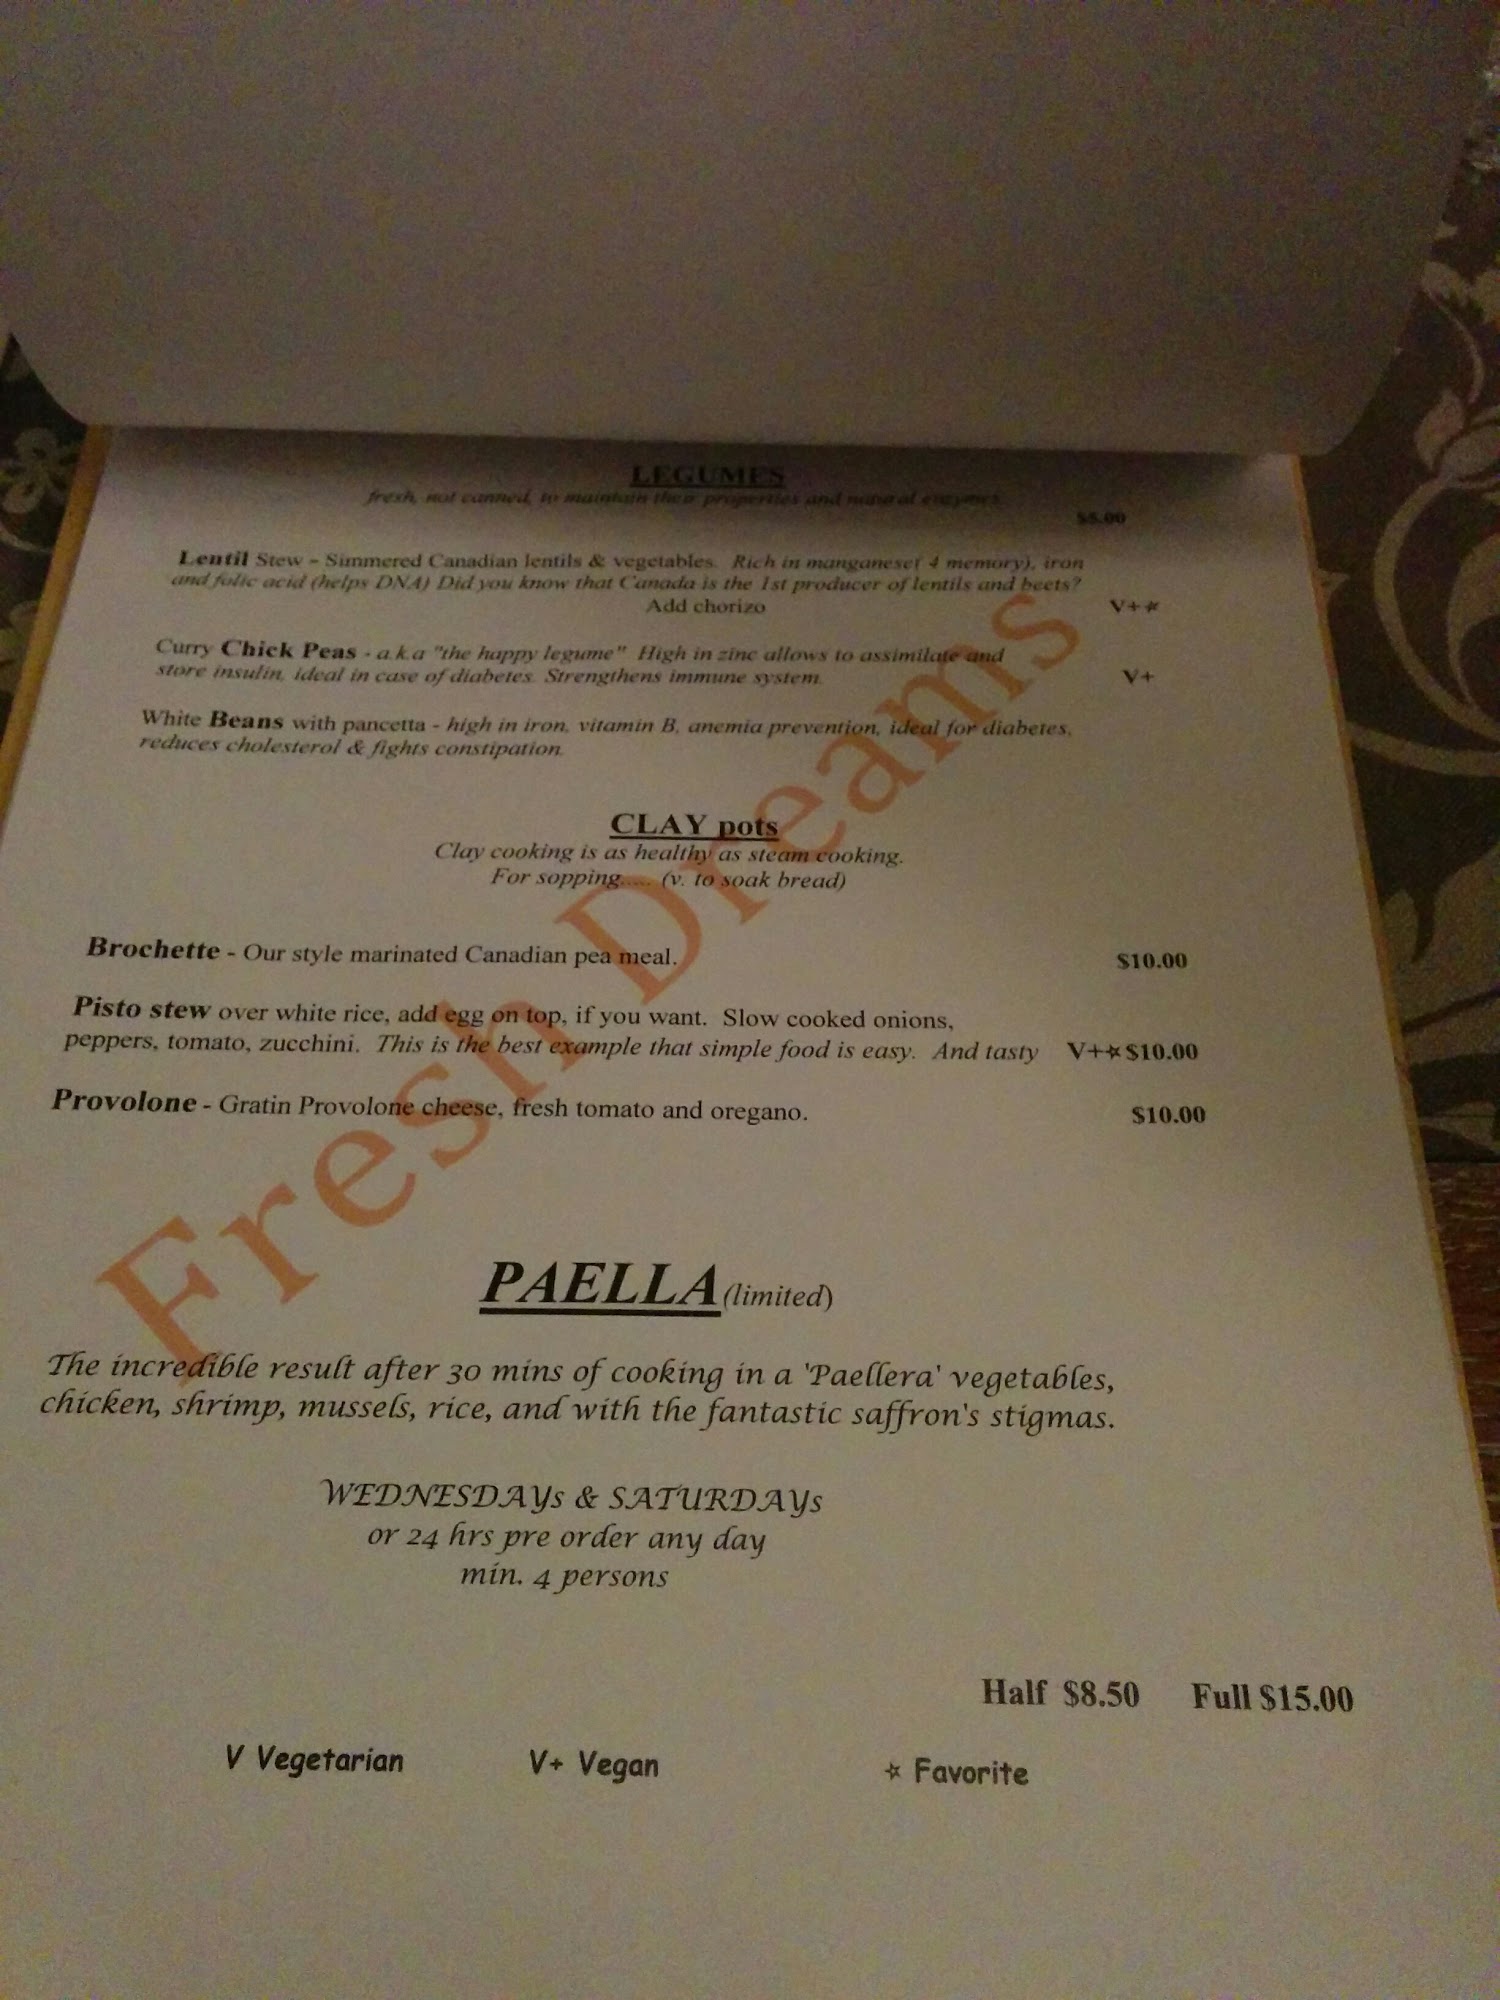 LEGUMES
fresh, not canned, to maintain their properties and natural enzymes
Lentil Stew - Simmered Canadian lentils & vegetables. Rich in manganese( 4 memory), iron
and folic acid (helps DNA) Did you know that Canada is the 1st producer of lentils and beets?
Add chorizo V+☆
Curry Chick Peas - a.k.a "the happy legume" High in zinc allows to assimilate and
store insulin, ideal in case of diabetes. Strengthens immune system. V+
White Beans with pancetta - high in iron, vitamin B, anemia prevention, ideal for diabetes,
reduces cholesterol & fights constipation.
CLAY pots
Clay cooking is as healthy as steam cooking.
For sopping..... (v. to soak bread)
Brochette - Our style marinated Canadian pea meal. $10.00
Pisto stew over white rice, add egg on top, if you want. Slow cooked onions,
peppers, tomato, zucchini. This is the best example that simple food is easy. And tasty V+☆$10.00
Provolone - Gratin Provolone cheese, fresh tomato and oregano. $10.00
Fresh Dreams
PAELLA (limited)
The incredible result after 30 mins of cooking in a 'Paellera' vegetables,
chicken, shrimp, mussels, rice, and with the fantastic saffron's stigmas.
WEDNESDAYs & SATURDAYs
or 24 hrs pre order any day
min. 4 persons
Half $8.50 Full $15.00
V Vegetarian V+ Vegan ☆ Favorite